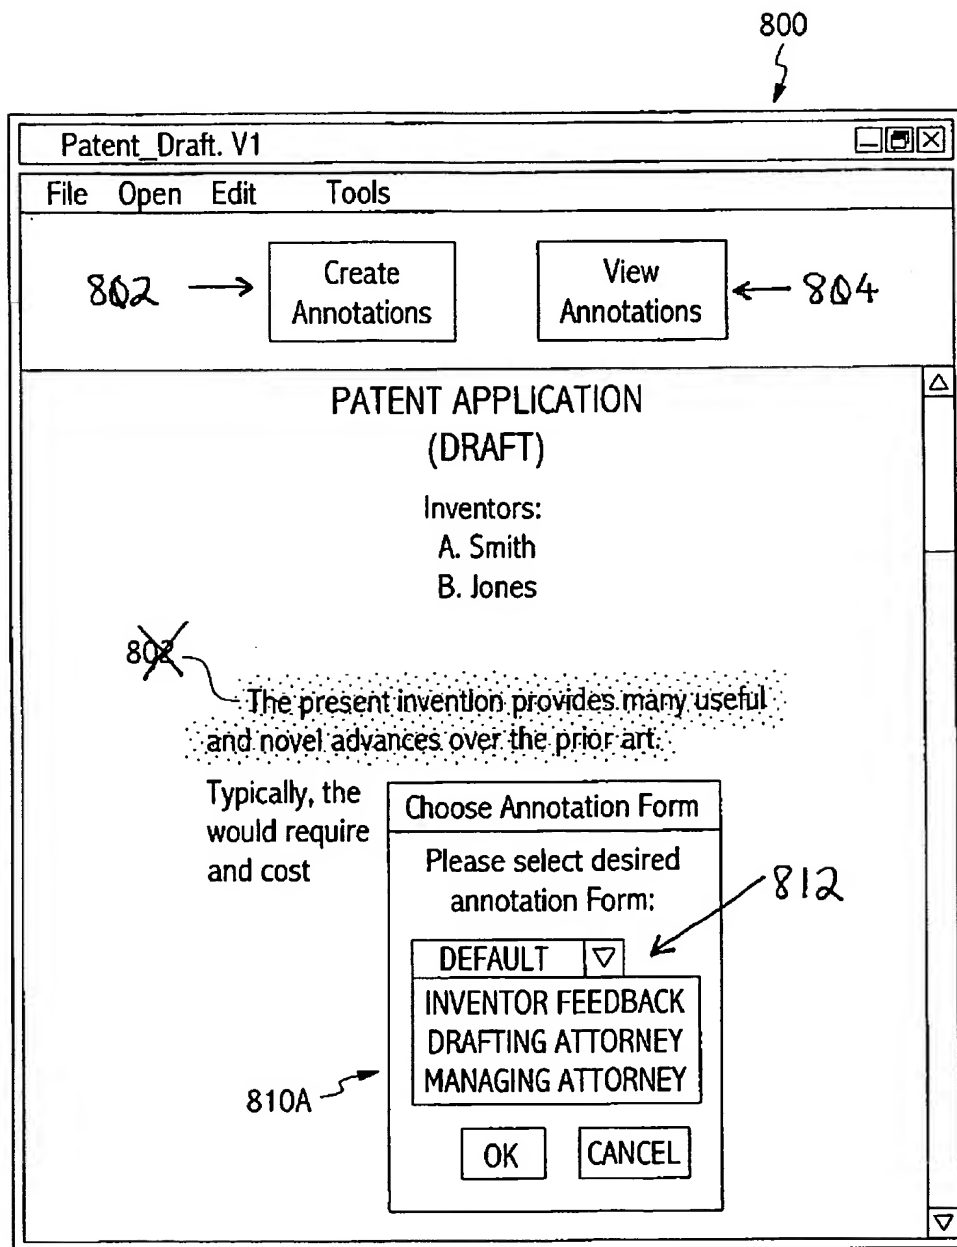 800
Patent_Draft. V1
File Open Edit Tools
802
Create
Annotations
View
Annotations
804
PATENT APPLICATION
(DRAFT)
Inventors:
A. Smith
B. Jones
802
The present invention provides many useful
and novel advances over the prior art.
Typically, the
would require
and cost
Choose Annotation Form
Please select desired
annotation Form:
812
DEFAULT
INVENTOR FEEDBACK
DRAFTING ATTORNEY
MANAGING ATTORNEY
810A
OK CANCEL